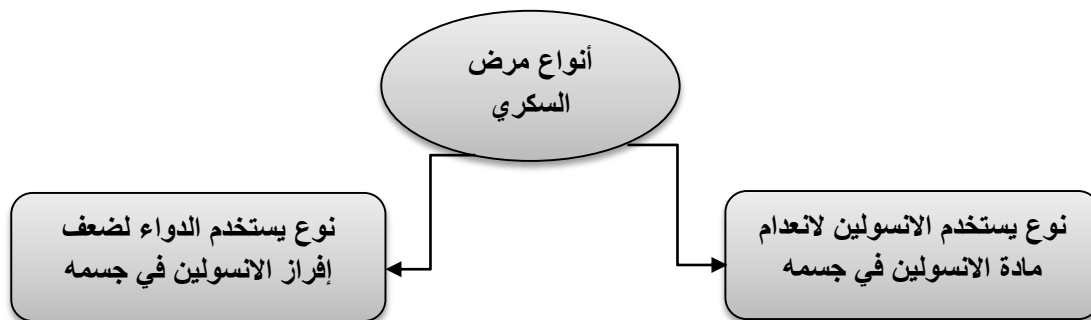 أنواع مرض
السكري
نوع يستخدم الانسولين لانعدام
مادة الانسولين في جسمه
نوع يستخدم الدواء لضعف
إفراز الانسولين في جسمه